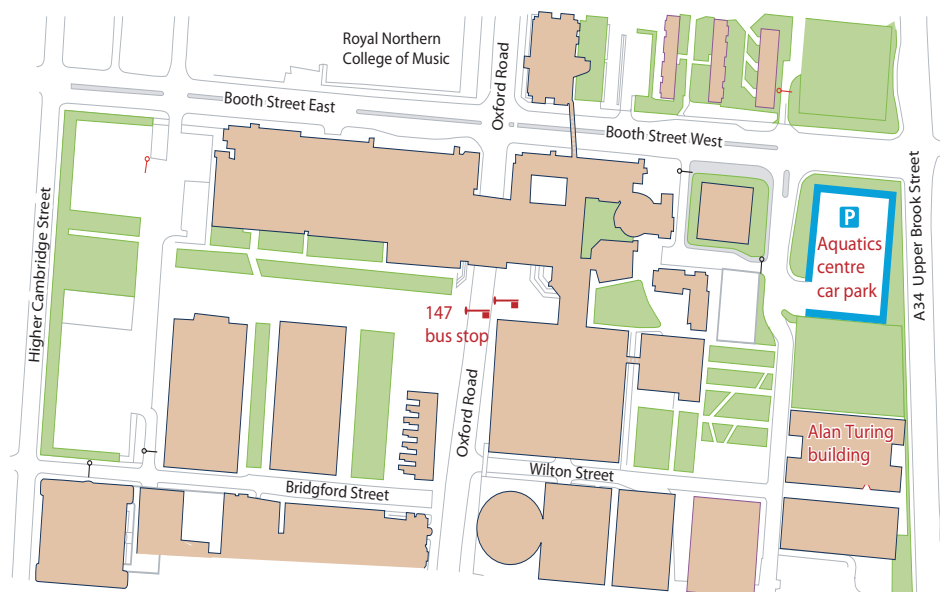 Royal Northern
College of Music
Oxford Road
Booth Street East
Booth Street West
Higher Cambridge Street
A34 Upper Brook Street
P
Aquatics
centre
car park
147
bus stop
Oxford Road
Alan Turing
building
Wilton Street
Bridgford Street